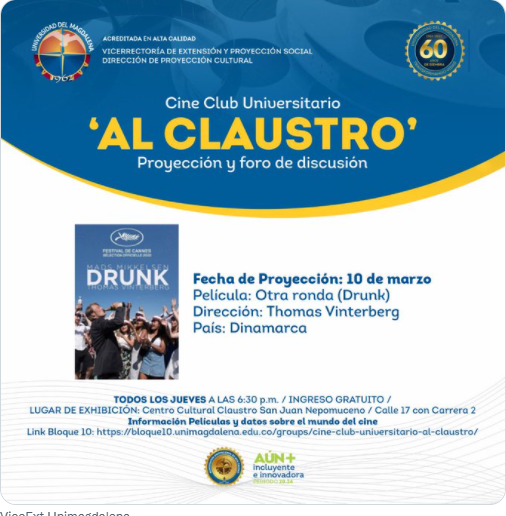 UNIVERSIDAD DEL MAGDALENA
1962
ACREDITADA EN ALTA CALIDAD
VICERRECTORÍA DE EXTENSIÓN Y PROYECCIÓN SOCIAL
DIRECCIÓN DE PROYECCIÓN CULTURAL
60
Cine Club Universitario
‘AL CLAUSTRO’
Proyección y foro de discusión
FESTIVAL DE CANNES
MADS MIKKELSEN
DRUNK
THOMAS VINTERBERG
Fecha de Proyección: 10 de marzo
Película: Otra ronda (Drunk)
Dirección: Thomas Vinterberg
País: Dinamarca
TODOS LOS JUEVES A LAS 6:30 p.m. / INGRESO GRATUITO /
LUGAR DE EXHIBICIÓN: Centro Cultural Claustro San Juan Nepomuceno / Calle 17 con Carrera 2
Información Películas y datos sobre el mundo del cine
Link Bloque 10: https://bloque10.unimagdalena.edu.co/groups/cine-club-universitario-al-claustro/
AÚN+
incluyente
e innovadora